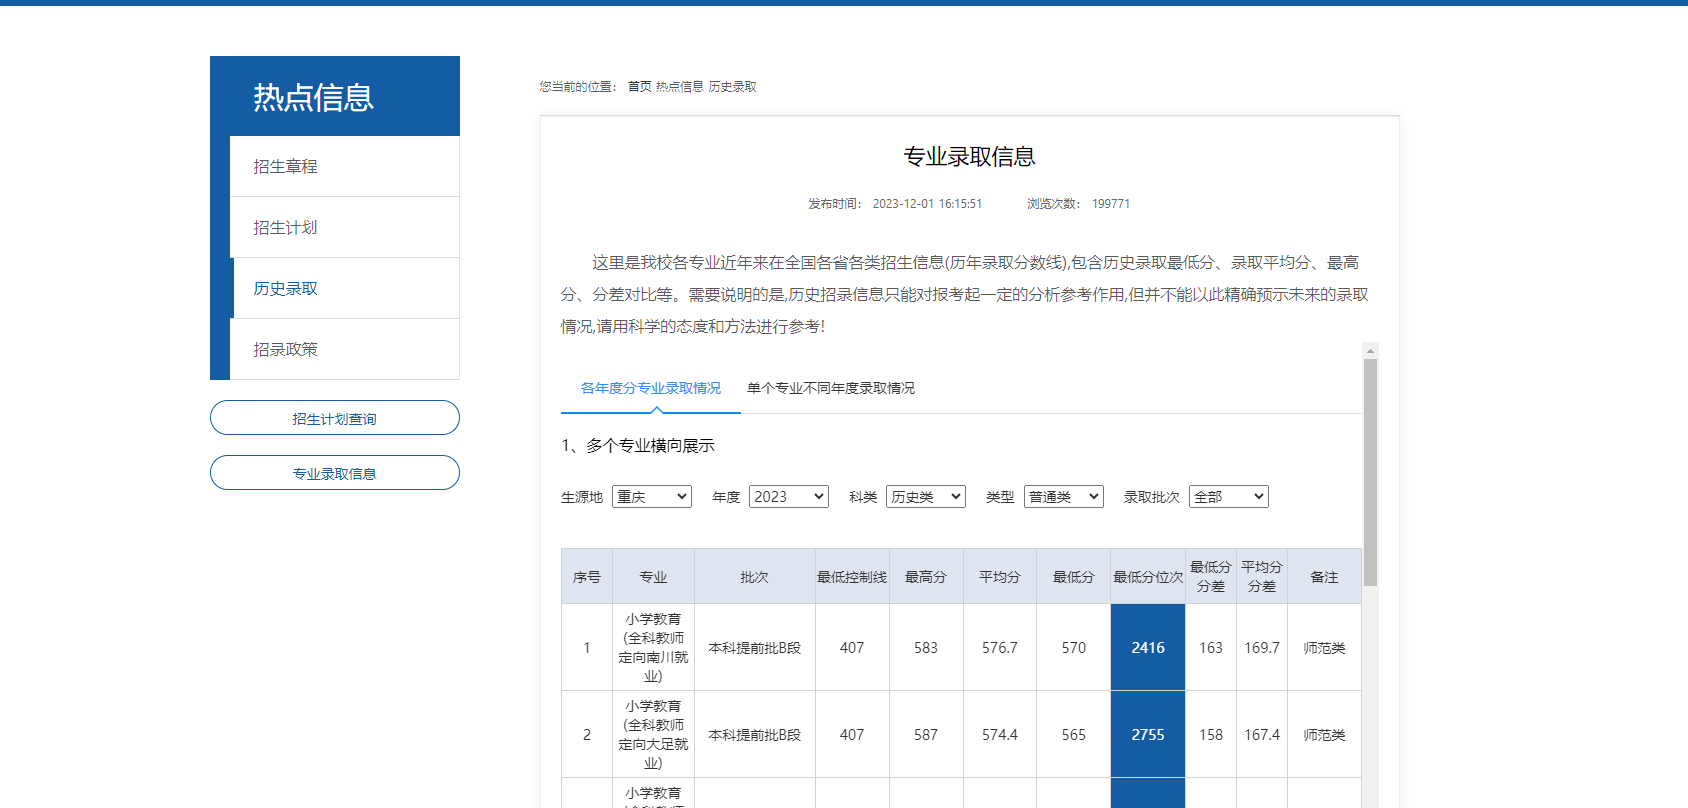 热点信息
招生章程
招生计划
历史录取
招录政策
招生计划查询
专业录取信息
您当前的位置： 首页 热点信息 历史录取
专业录取信息
发布时间： 2023-12-01 16:15:51 浏览次数： 199771
这里是我校各专业近年来在全国各省各类招生信息(历年录取分数线),包含历史录取最低分、录取平均分、最高
分、分差对比等。需要说明的是,历史招录信息只能对报考起一定的分析参考作用,但并不能以此精确预示未来的录取
情况,请用科学的态度和方法进行参考!
各年度分专业录取情况 单个专业不同年度录取情况
1、多个专业横向展示
生源地 重庆 年度 2023 科类 历史类 类型 普通类 录取批次 全部
序号 专业 批次 最低控制线 最高分 平均分 最低分 最低分位次 最低分分差 平均分分差 备注
1 小学教育(全科教师定向南川就业) 本科提前批B段 407 583 576.7 570 2416 163 169.7 师范类
2 小学教育(全科教师定向大足就业) 本科提前批B段 407 587 574.4 565 2755 158 167.4 师范类
小学教育